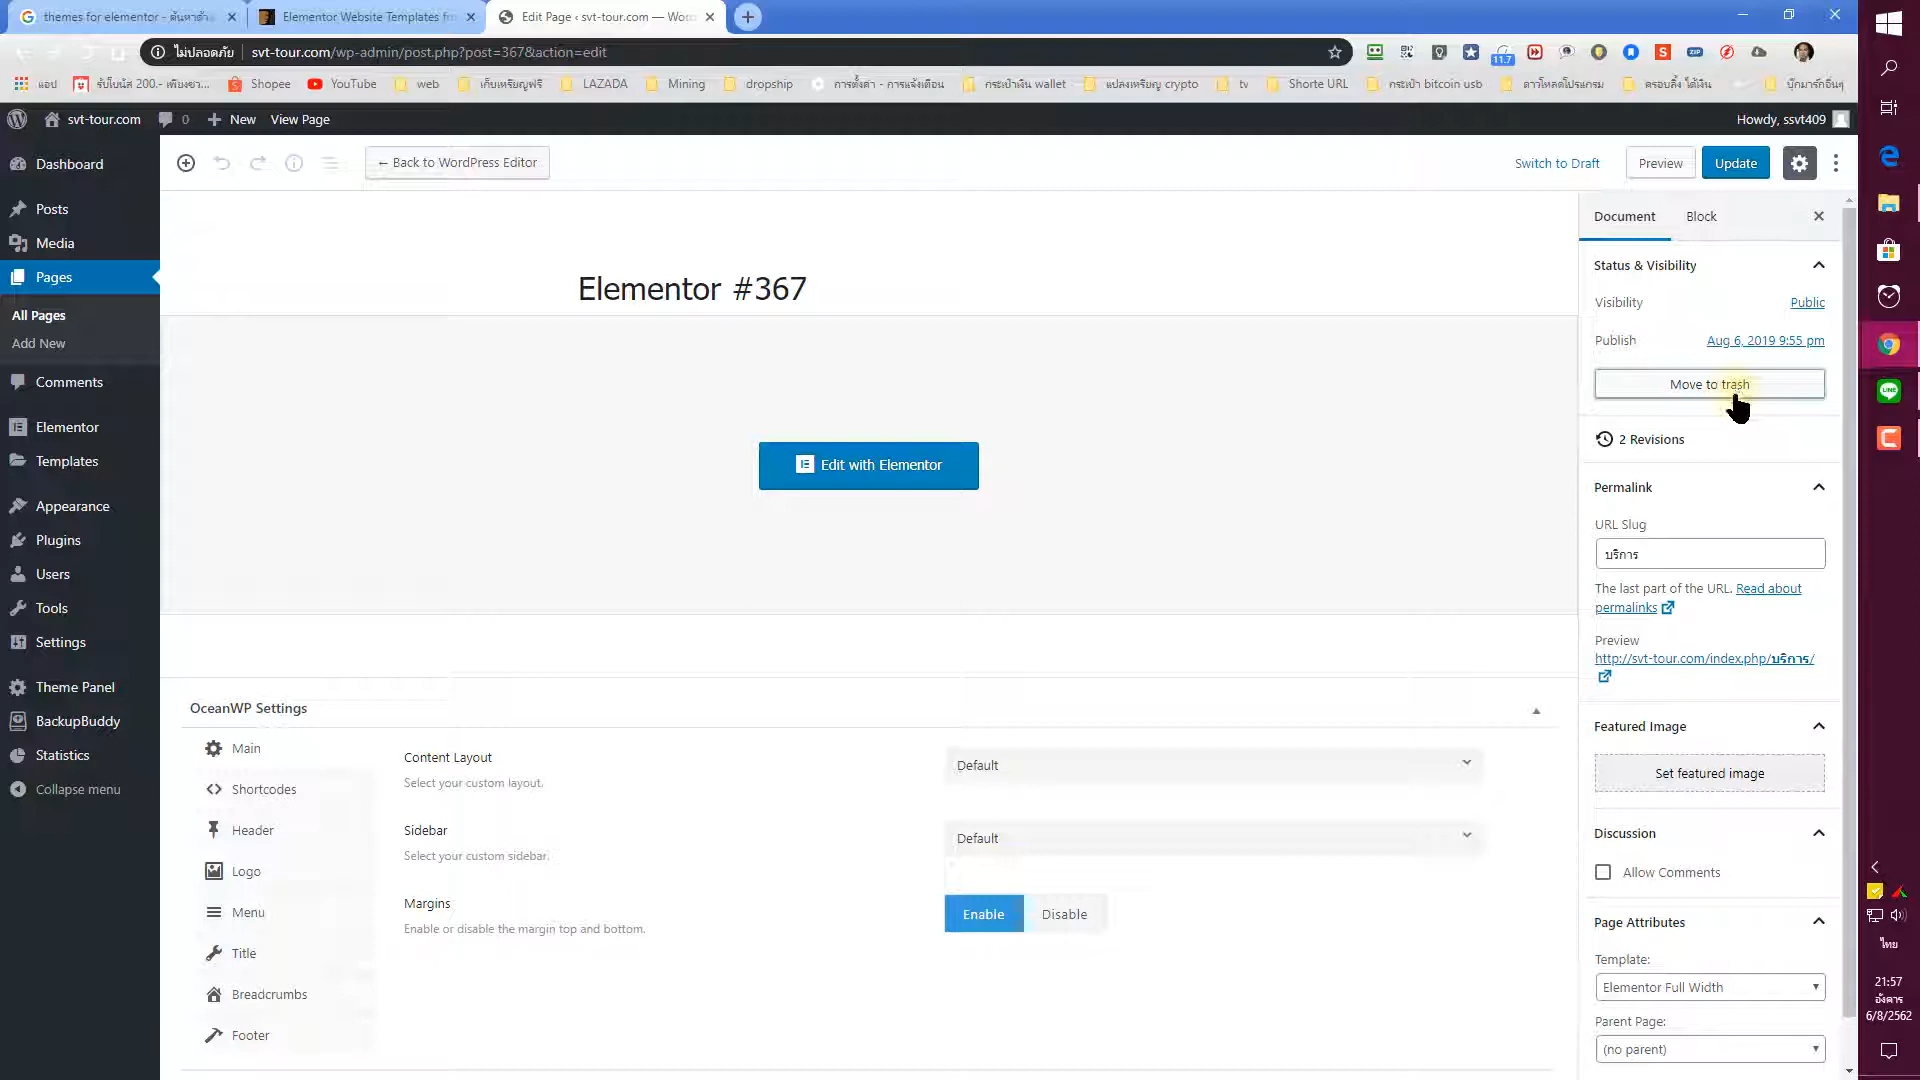 themes for elementor - ค้นหาด้วย
Elementor Website Templates fr
Edit Page ‹ svt-tour.com — Wor
ไม่ปลอดภัย
svt-tour.com/wp-admin/post.php?post=367&action=edit
11.7
แอป
รับโบนัส 200.- เพียงชว...
Shopee
YouTube
web
เก็บเหรียญฟรี
LAZADA
Mining
dropship
การตั้งค่า - การแจ้งเตือน
กระเป๋าเงิน wallet
แปลงเหรียญ crypto
tv
Shorte URL
กระเป๋า bitcoin usb
ดาวโหลดโปรแกรม
ครอบลิ้ง ได้เงิน
บุ๊กมาร์กอื่นๆ
svt-tour.com
0
New
View Page
Howdy, ssvt409
Dashboard
Posts
Media
Pages
All Pages
Add New
Comments
Elementor
Templates
Appearance
Plugins
Users
Tools
Settings
Theme Panel
BackupBuddy
Statistics
Collapse menu
← Back to WordPress Editor
Switch to Draft
Preview
Update
Elementor #367
Edit with Elementor
OceanWP Settings
Main
Shortcodes
Header
Logo
Menu
Title
Breadcrumbs
Footer
Content Layout
Select your custom layout.
Default
Sidebar
Select your custom sidebar.
Default
Margins
Enable or disable the margin top and bottom.
Enable
Disable
Document
Block
Status & Visibility
Visibility
Public
Publish
Aug 6, 2019 9:55 pm
Move to trash
2 Revisions
Permalink
URL Slug
บริการ
The last part of the URL. Read about
permalinks
Preview
http://svt-tour.com/index.php/บริการ/
Featured Image
Set featured image
Discussion
Allow Comments
Page Attributes
Template:
Elementor Full Width
Parent Page:
(no parent)
LINE
ไทย
21:57
อังคาร
6/8/2562